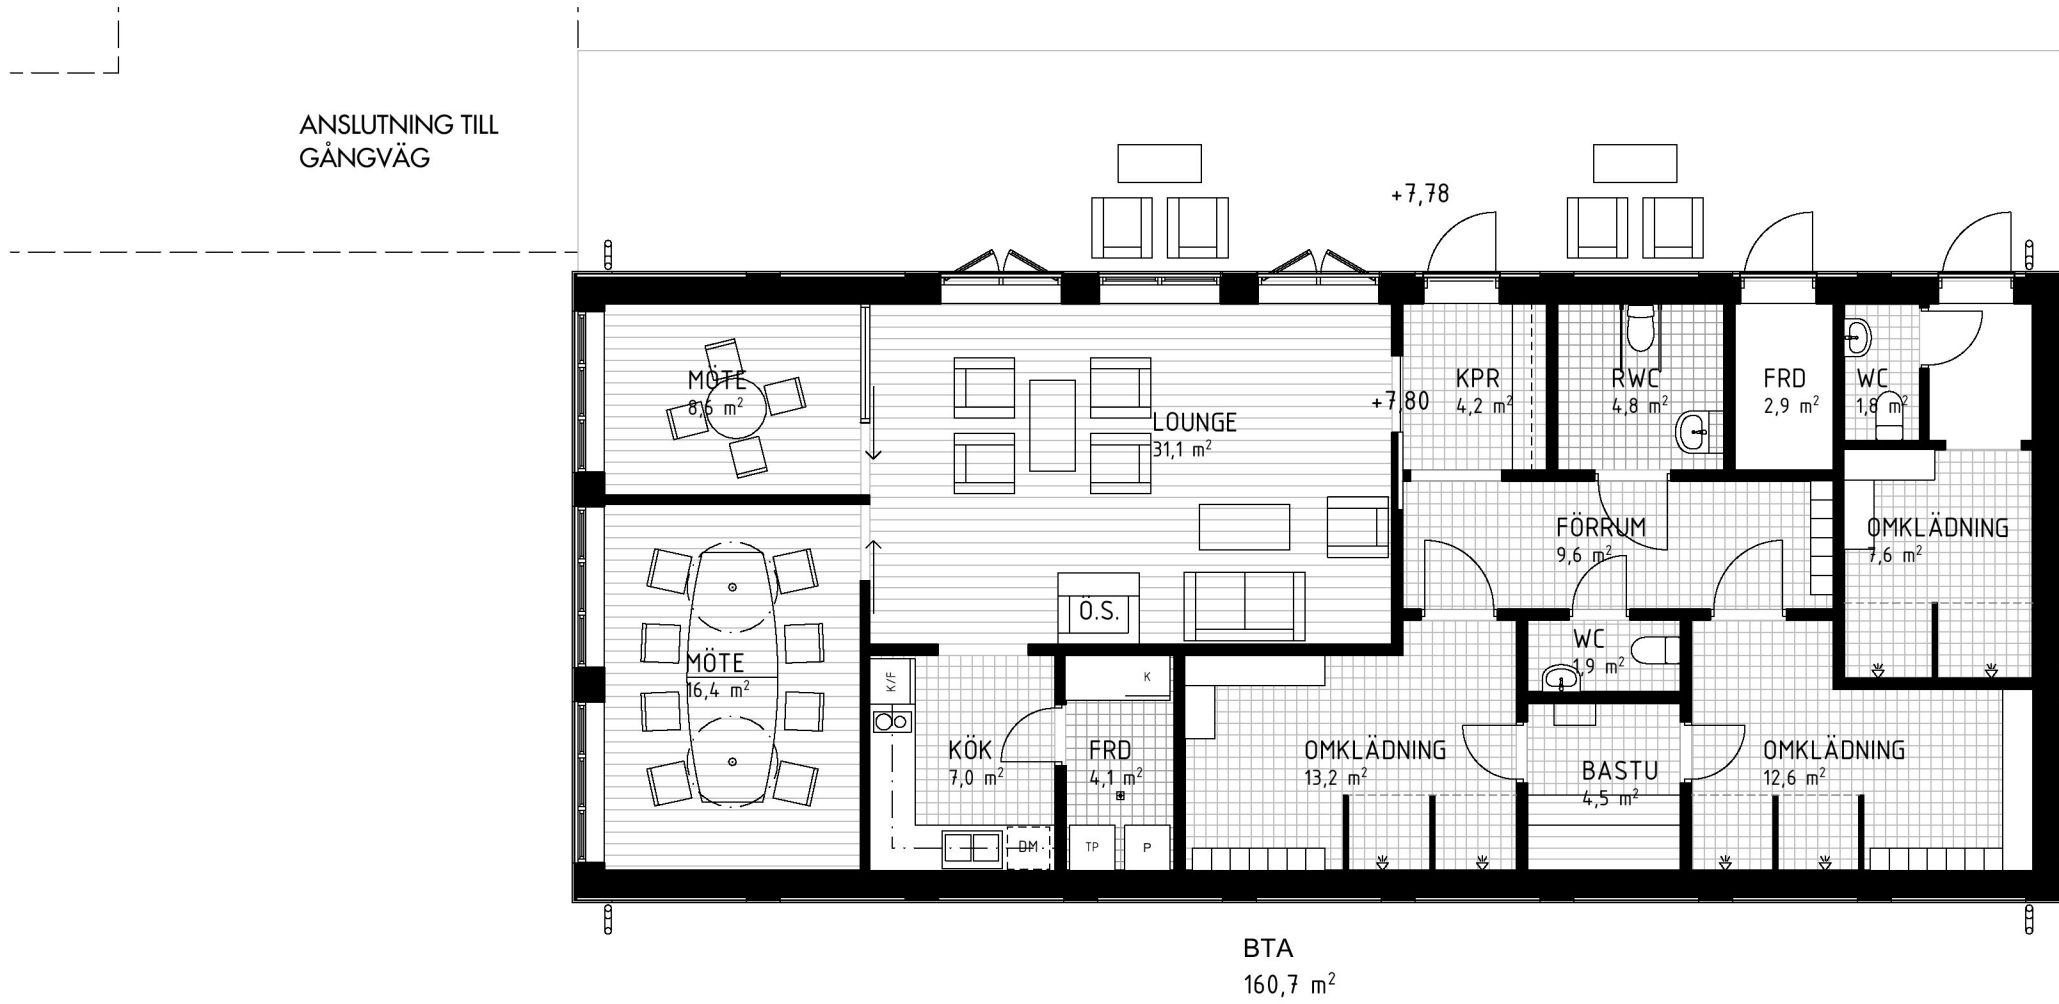 ANSLUTNING TILL
GÅNGVÄG
+7,78
MÖTE
8,6 m²
LOUNGE
31,1 m²
+7,80
KPR
4,2 m²
RWC
4,8 m²
FRD
2,9 m²
WC
1,8 m²
FÖRRUM
9,6 m²
OMKLÄDNING
7,6 m²
Ö.S.
MÖTE
16,4 m²
K/F
K
WC
1,9 m²
KÖK
7,0 m²
FRD
4,1 m²
OMKLÄDNING
13,2 m²
BASTU
4,5 m²
OMKLÄDNING
12,6 m²
DM
TP
P
BTA
160,7 m²